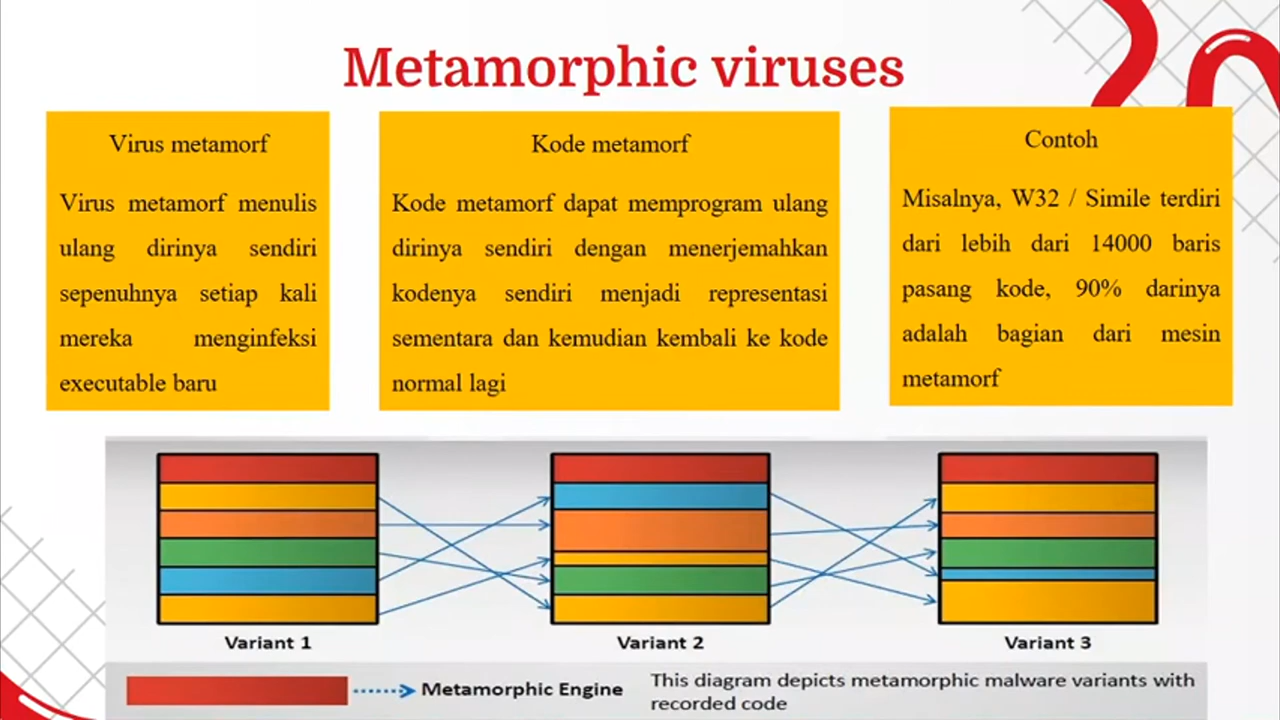 Metamorphic viruses
Virus metamorf
Virus metamorf menulis
ulang dirinya sendiri
sepenuhnya setiap kali
mereka menginfeksi
executable baru
Kode metamorf
Kode metamorf dapat memprogram ulang
dirinya sendiri dengan menerjemahkan
kodenya sendiri menjadi representasi
sementara dan kemudian kembali ke kode
normal lagi
Contoh
Misalnya, W32 / Simile terdiri
dari lebih dari 14000 baris
pasang kode, 90% darinya
adalah bagian dari mesin
metamorf
Variant 1
Variant 2
Variant 3
Metamorphic Engine
This diagram depicts metamorphic malware variants with
recorded code